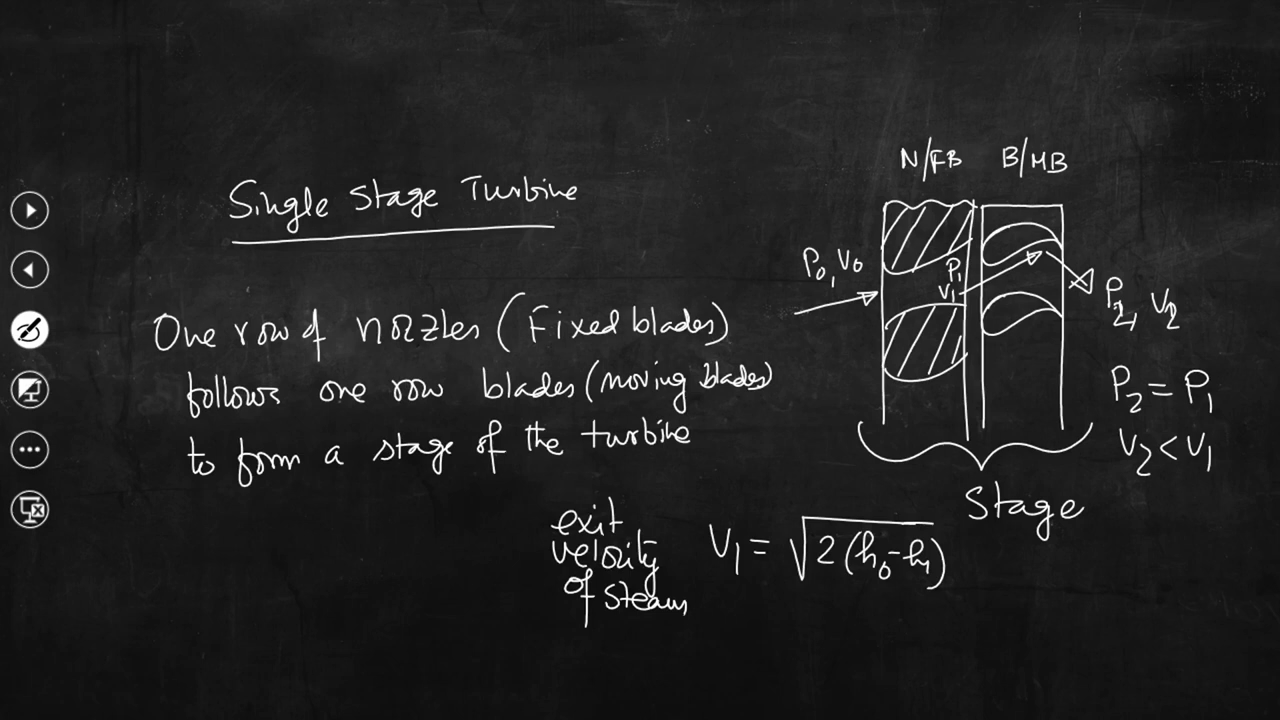 N/FB B/MB
Single Stage Turbine
P₀, V₀
P₁
V₁
P₂, V₂
One row of nozzles (Fixed blades)
follows one row blades (moving blades)
to form a stage of the turbine
P₂ = P₁
V₂ < V₁
Stage
exit
velocity
of steam
V₁ = √2(h₀-h₁)